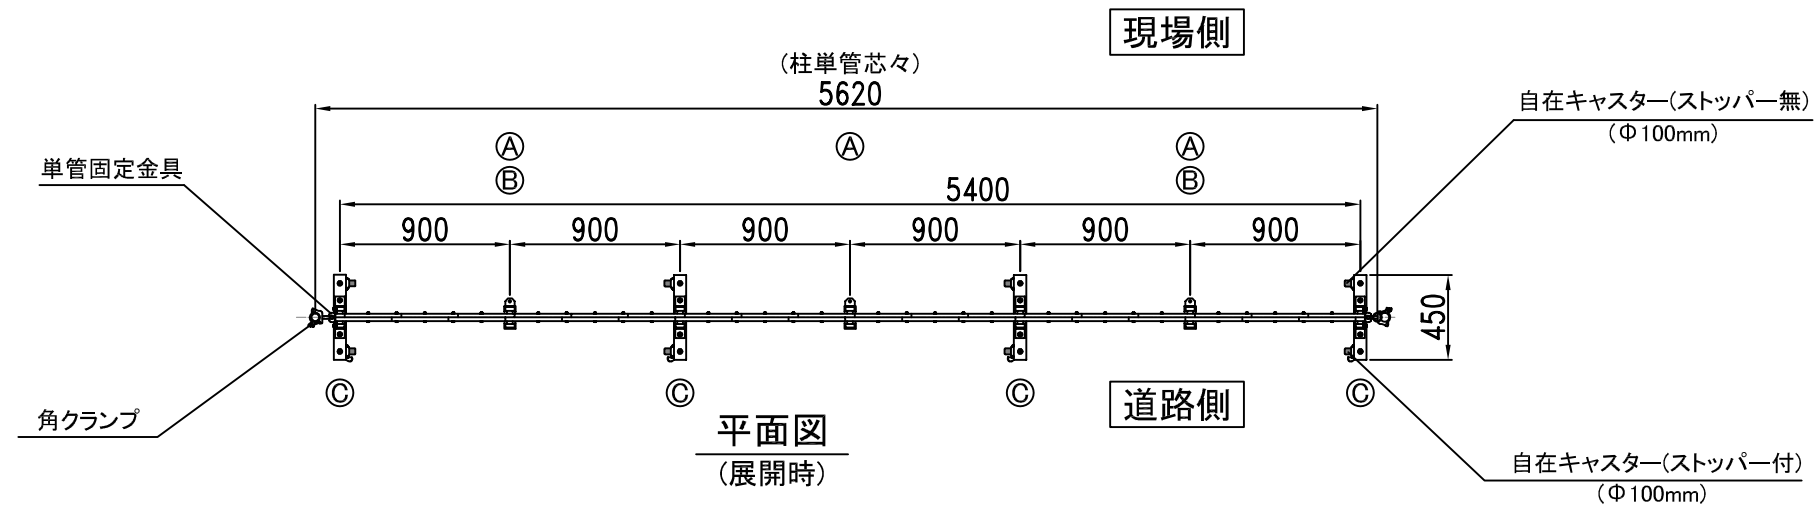 現場側
(柱単管芯々)
5620
自在キャスター(ストッパー無)
(Φ100mm)
Ⓐ Ⓐ Ⓐ
単管固定金具
Ⓑ Ⓑ
5400
900 900 900 900 900 900
450
Ⓒ Ⓒ Ⓒ Ⓒ
道路側
角クランプ
平面図
(展開時)
自在キャスター(ストッパー付)
(Φ100mm)